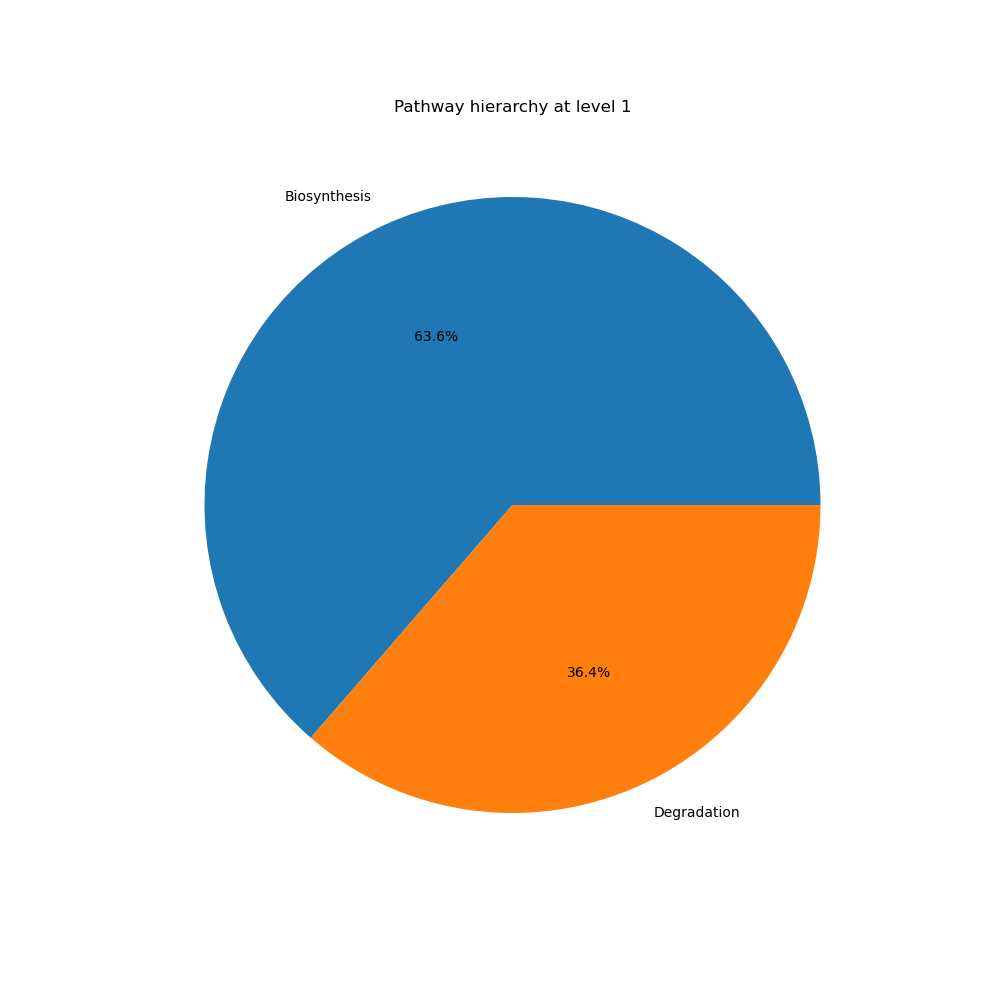 Pathway hierarchy at level 1
Biosynthesis
63.6%
36.4%
Degradation